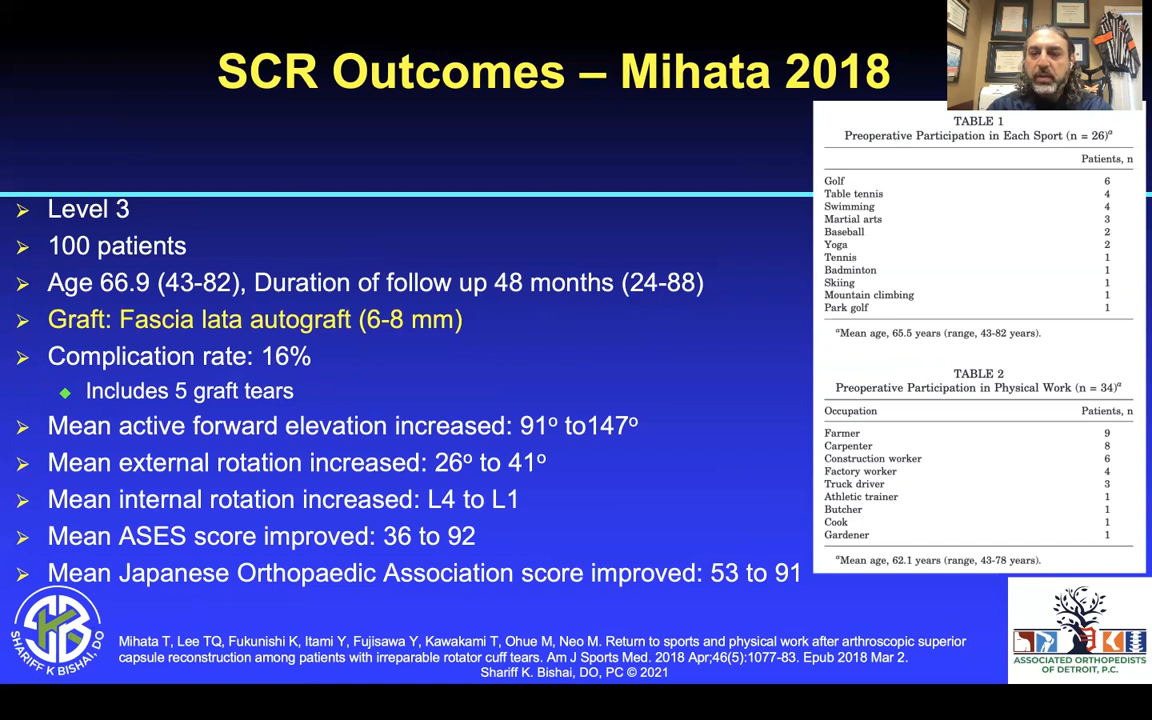 SCR Outcomes – Mihata 2018
Level 3
100 patients
Age 66.9 (43-82), Duration of follow up 48 months (24-88)
Graft: Fascia lata autograft (6-8 mm)
Complication rate: 16%
Includes 5 graft tears
Mean active forward elevation increased: 91º to147º
Mean external rotation increased: 26º to 41º
Mean internal rotation increased: L4 to L1
Mean ASES score improved: 36 to 92
Mean Japanese Orthopaedic Association score improved: 53 to 91
TABLE 1
Preoperative Participation in Each Sport (n = 26)ª
Patients, n
Golf 6
Table tennis 4
Swimming 4
Martial arts 3
Baseball 2
Yoga 2
Tennis 1
Badminton 1
Skiing 1
Mountain climbing 1
Park golf 1
ªMean age, 65.5 years (range, 43-82 years).
TABLE 2
Preoperative Participation in Physical Work (n = 34)ª
Occupation Patients, n
Farmer 9
Carpenter 8
Construction worker 6
Factory worker 4
Truck driver 3
Athletic trainer 1
Butcher 1
Cook 1
Gardener 1
ªMean age, 62.1 years (range, 43-78 years).
SHARIFF K BISHAI, DO
Mihata T, Lee TQ, Fukunishi K, Itami Y, Fujisawa Y, Kawakami T, Ohue M, Neo M. Return to sports and physical work after arthroscopic superior
capsule reconstruction among patients with irreparable rotator cuff tears. Am J Sports Med. 2018 Apr;46(5):1077-83. Epub 2018 Mar 2.
Shariff K. Bishai, DO, PC © 2021
ASSOCIATED ORTHOPEDISTS
OF DETROIT, P.C.